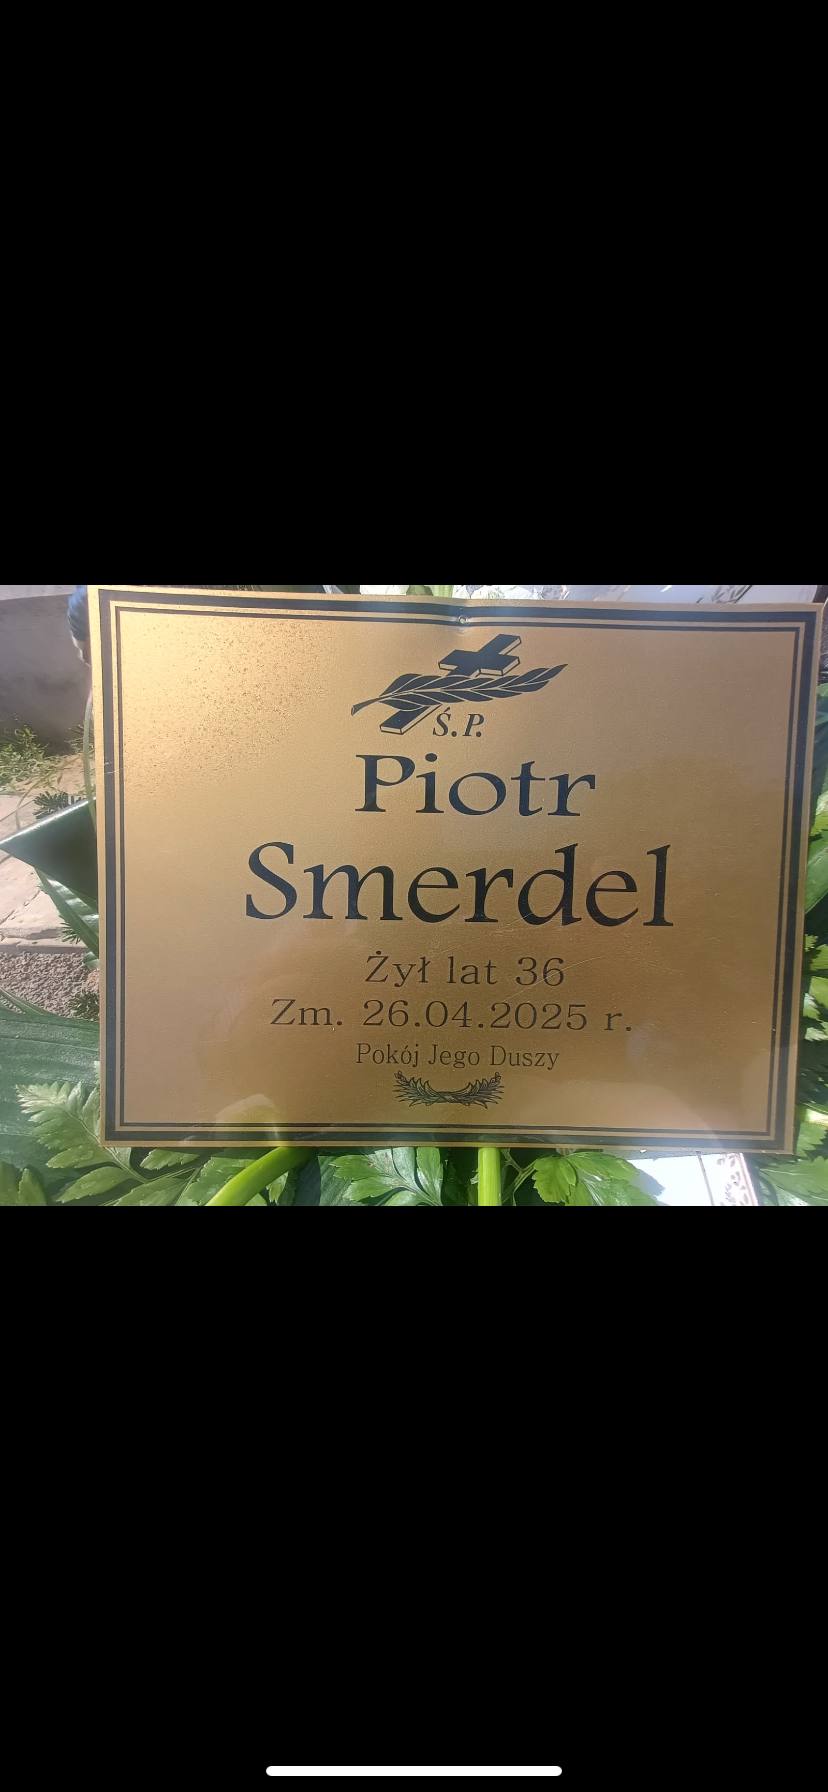 Ś.P.
Piotr
Smerdel
Żył lat 36
Zm. 26.04.2025 r.
Pokój Jego Duszy